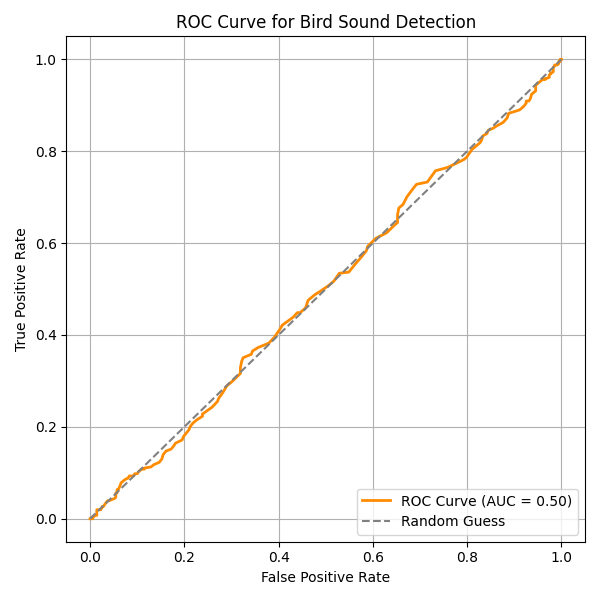 ROC Curve for Bird Sound Detection
True Positive Rate
1.0
0.8
0.6
0.4
0.2
0.0
0.0 0.2 0.4 0.6 0.8 1.0
False Positive Rate
ROC Curve (AUC = 0.50)
Random Guess